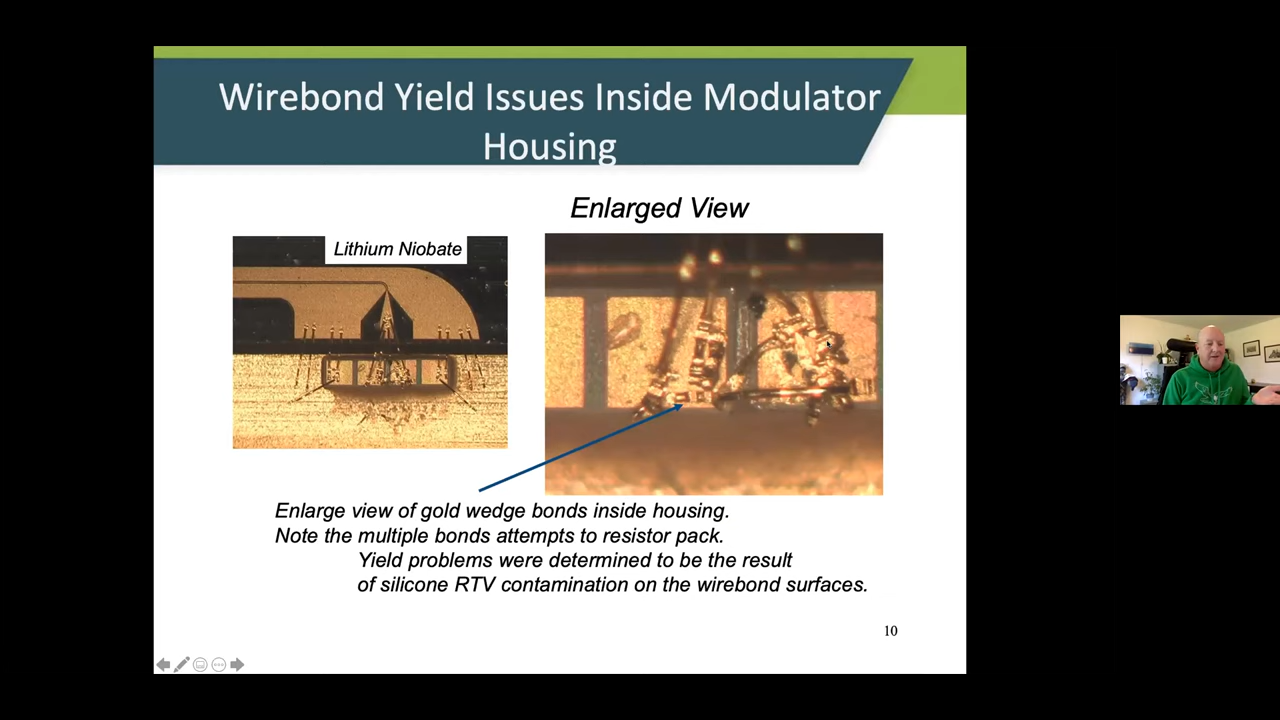 Wirebond Yield Issues Inside Modulator
Housing
Enlarged View
Lithium Niobate
Enlarge view of gold wedge bonds inside housing.
Note the multiple bonds attempts to resistor pack.
Yield problems were determined to be the result
of silicone RTV contamination on the wirebond surfaces.
10